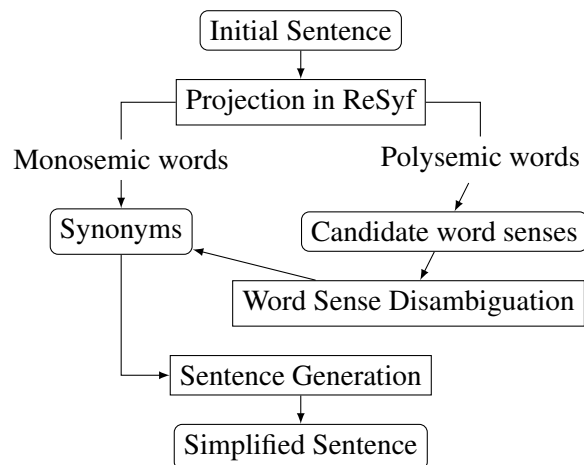 Initial Sentence
Projection in ReSyf
Monosemic words
Polysemic words
Synonyms
Candidate word senses
Word Sense Disambiguation
Sentence Generation
Simplified Sentence